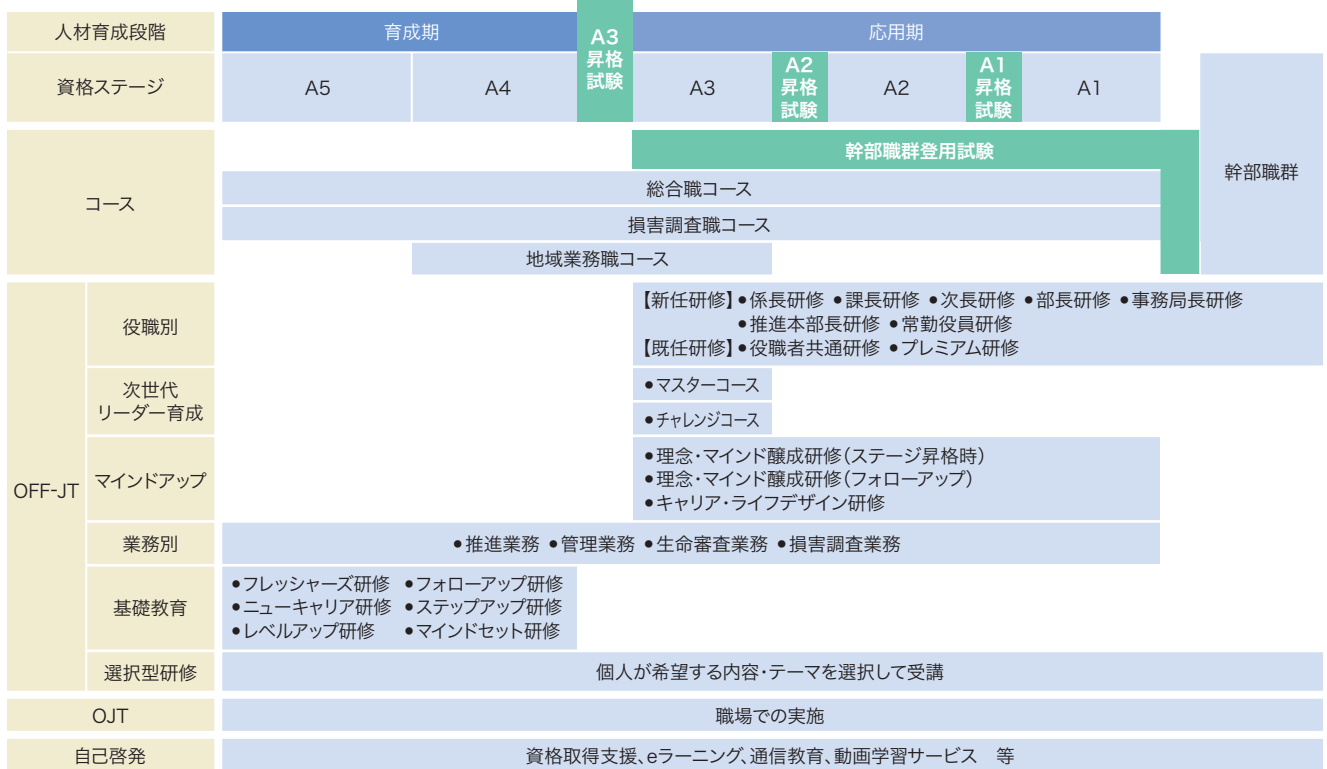 人材育成段階
育成期
A3
昇格
試験
応用期
資格ステージ
A5
A4
A3
A2
昇格
試験
A2
A1
昇格
試験
A1
幹部職群
コース
幹部職群登用試験
総合職コース
損害調査職コース
地域業務職コース
OFF-JT
役職別
【新任研修】●係長研修 ●課長研修 ●次長研修 ●部長研修 ●事務局長研修
●推進本部長研修 ●常勤役員研修
【既任研修】●役職者共通研修 ●プレミアム研修
次世代
リーダー育成
●マスターコース
●チャレンジコース
マインドアップ
●理念・マインド醸成研修(ステージ昇格時)
●理念・マインド醸成研修(フォローアップ)
●キャリア・ライフデザイン研修
業務別
●推進業務 ●管理業務 ●生命審査業務 ●損害調査業務
基礎教育
●フレッシャーズ研修 ●フォローアップ研修
●ニューキャリア研修 ●ステップアップ研修
●レベルアップ研修 ●マインドセット研修
選択型研修
個人が希望する内容・テーマを選択して受講
OJT
職場での実施
自己啓発
資格取得支援、eラーニング、通信教育、動画学習サービス 等